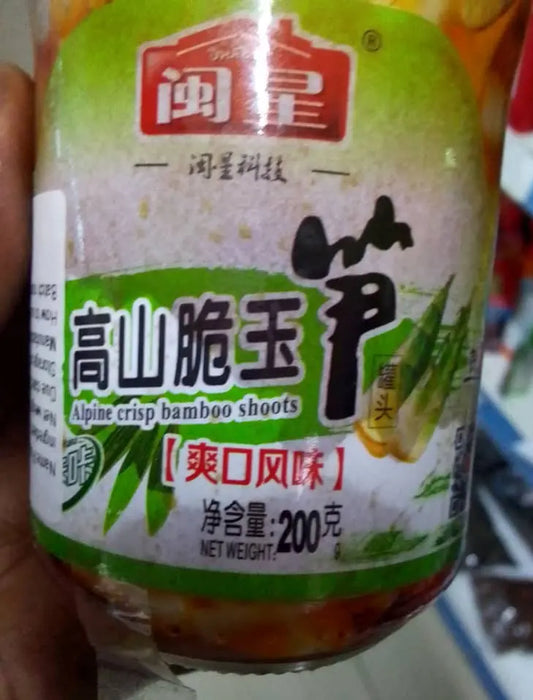 ®
闽星
— 闽星科技 —
高山脆玉笋
罐头
Alpine crisp bamboo shoots
【爽口风味】
净含量:200克
NET WEIGHT: g